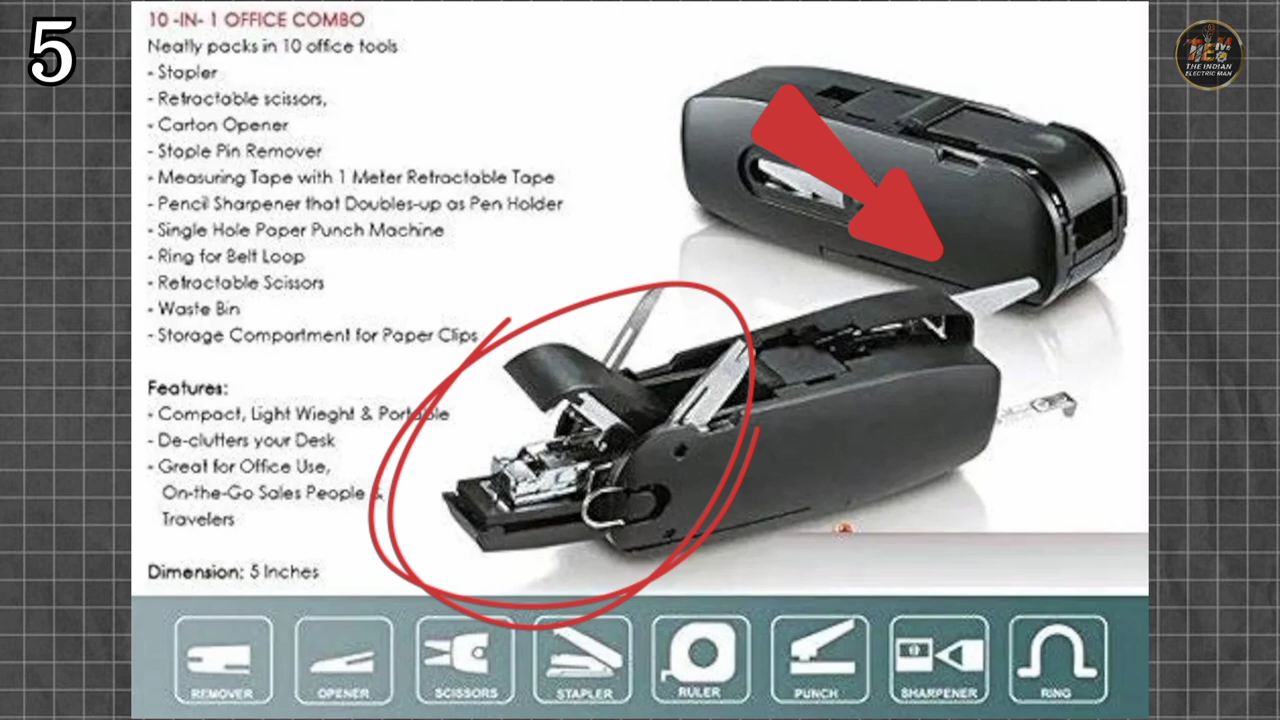 5
10 -IN- 1 OFFICE COMBO
Neatly packs in 10 office tools
- Stapler
- Retractable scissors,
- Carton Opener
- Staple Pin Remover
- Measuring Tape with 1 Meter Retractable Tape
- Pencil Sharpener that Doubles-up as Pen Holder
- Single Hole Paper Punch Machine
- Ring for Belt Loop
- Retractable Scissors
- Waste Bin
- Storage Compartment for Paper Clips
Features:
- Compact, Light Wieght & Portable
- De-clutters your Desk
- Great for Office Use,
On-the-Go Sales People &
Travelers
Dimension: 5 Inches
REMOVER OPENER SCISSORS STAPLER RULER PUNCH SHARPENER RING
THE INDIAN
ELECTRIC MAN